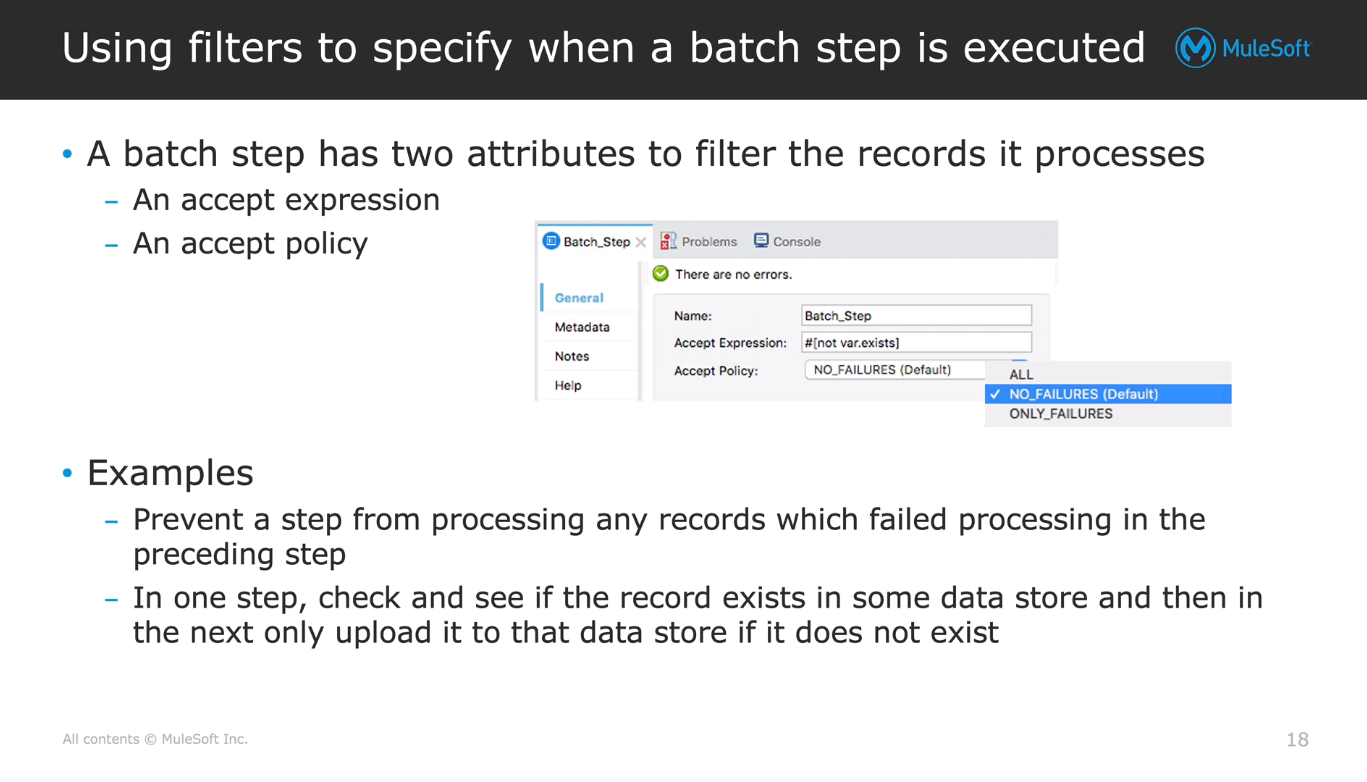 Using filters to specify when a batch step is executed
MuleSoft
• A batch step has two attributes to filter the records it processes
– An accept expression
– An accept policy
Batch_Step
Problems
Console
There are no errors.
General
Metadata
Notes
Help
Name:
Batch_Step
Accept Expression:
#[not var.exists]
Accept Policy:
NO_FAILURES (Default)
ALL
✓ NO_FAILURES (Default)
ONLY_FAILURES
• Examples
– Prevent a step from processing any records which failed processing in the
preceding step
– In one step, check and see if the record exists in some data store and then in
the next only upload it to that data store if it does not exist
All contents © MuleSoft Inc.
18